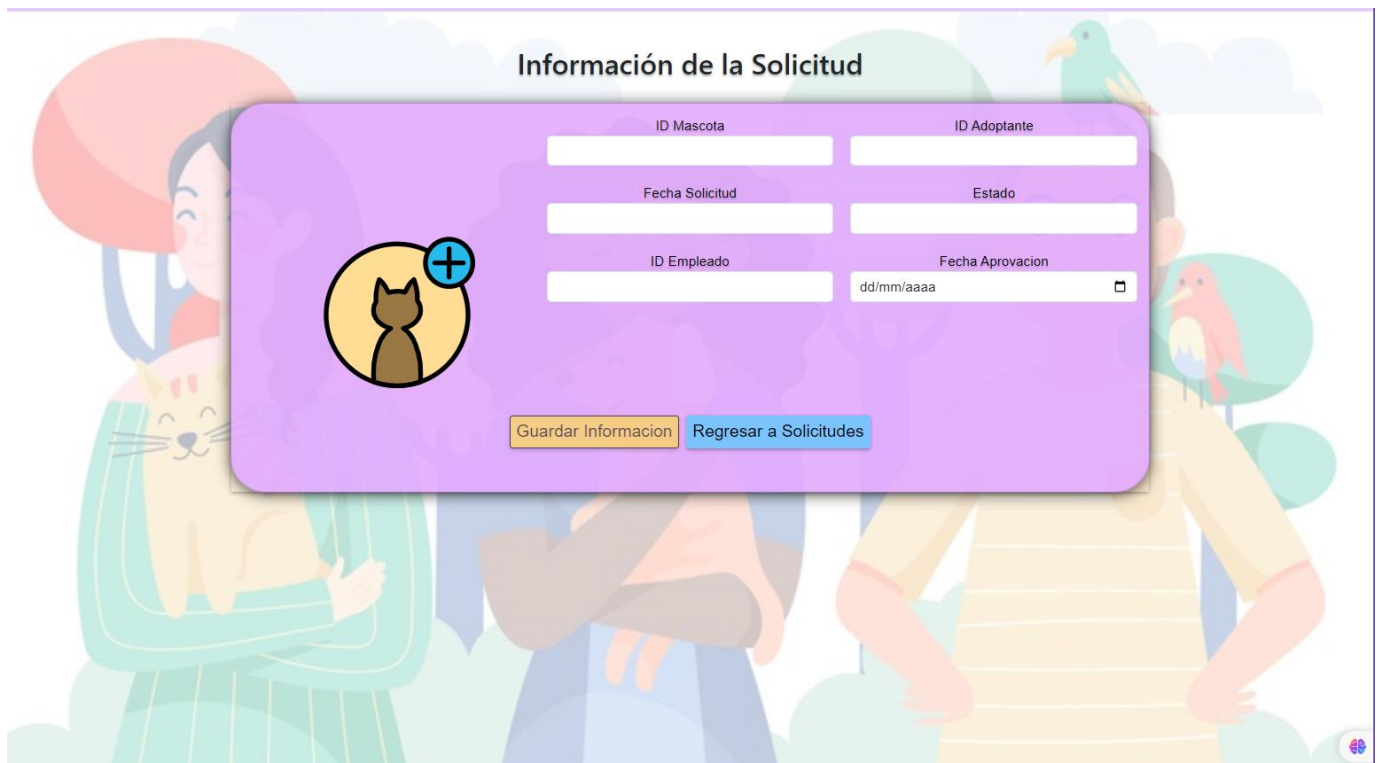 Información de la Solicitud
ID Mascota
ID Adoptante
Fecha Solicitud
Estado
ID Empleado
Fecha Aprovacion
dd/mm/aaaa
Guardar Informacion
Regresar a Solicitudes